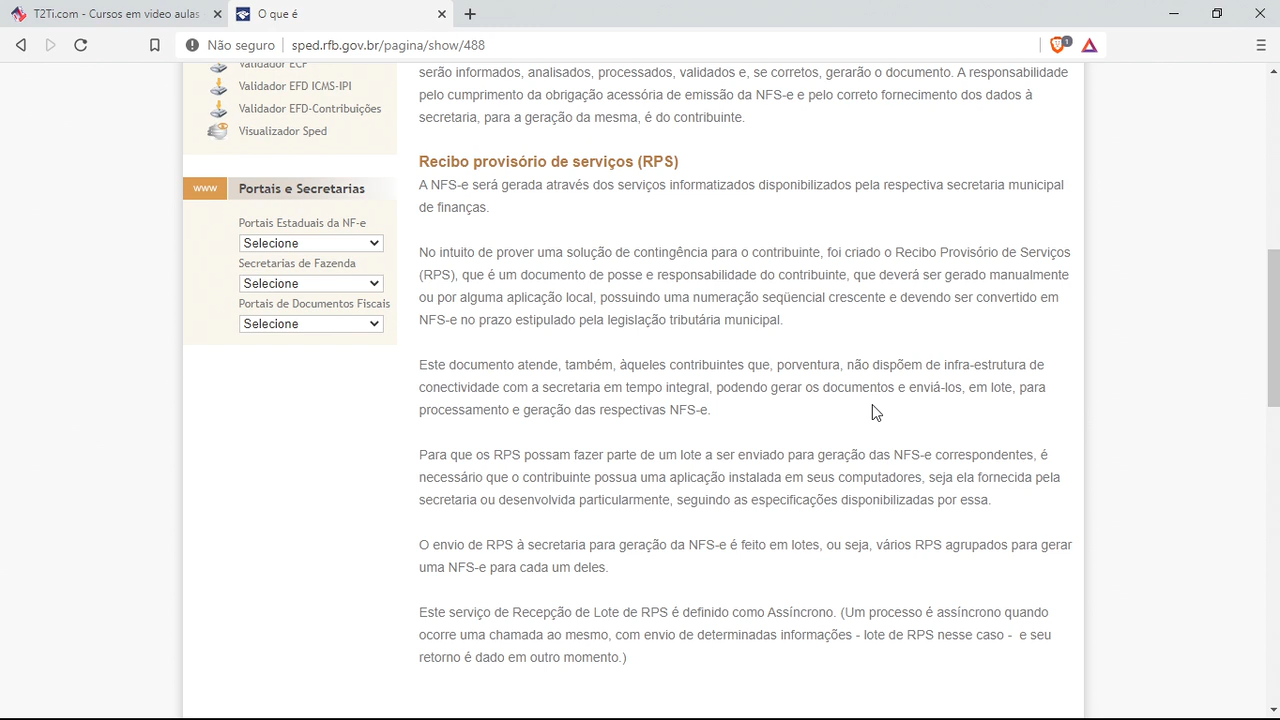 T2Ti.com - Cursos em video aulas
O que é
Não seguro
sped.rfb.gov.br/pagina/show/488
1
Validador ECF
Validador EFD ICMS-IPI
Validador EFD-Contribuições
Visualizador Sped
www
Portais e Secretarias
Portais Estaduais da NF-e
Selecione
Secretarias de Fazenda
Selecione
Portais de Documentos Fiscais
Selecione
serão informados, analisados, processados, validados e, se corretos, gerarão o documento. A responsabilidade
pelo cumprimento da obrigação acessória de emissão da NFS-e e pelo correto fornecimento dos dados à
secretaria, para a geração da mesma, é do contribuinte.
Recibo provisório de serviços (RPS)
A NFS-e será gerada através dos serviços informatizados disponibilizados pela respectiva secretaria municipal
de finanças.
No intuito de prover uma solução de contingência para o contribuinte, foi criado o Recibo Provisório de Serviços
(RPS), que é um documento de posse e responsabilidade do contribuinte, que deverá ser gerado manualmente
ou por alguma aplicação local, possuindo uma numeração seqüencial crescente e devendo ser convertido em
NFS-e no prazo estipulado pela legislação tributária municipal.
Este documento atende, também, àqueles contribuintes que, porventura, não dispõem de infra-estrutura de
conectividade com a secretaria em tempo integral, podendo gerar os documentos e enviá-los, em lote, para
processamento e geração das respectivas NFS-e.
Para que os RPS possam fazer parte de um lote a ser enviado para geração das NFS-e correspondentes, é
necessário que o contribuinte possua uma aplicação instalada em seus computadores, seja ela fornecida pela
secretaria ou desenvolvida particularmente, seguindo as especificações disponibilizadas por essa.
O envio de RPS à secretaria para geração da NFS-e é feito em lotes, ou seja, vários RPS agrupados para gerar
uma NFS-e para cada um deles.
Este serviço de Recepção de Lote de RPS é definido como Assíncrono. (Um processo é assíncrono quando
ocorre uma chamada ao mesmo, com envio de determinadas informações - lote de RPS nesse caso -  e seu
retorno é dado em outro momento.)